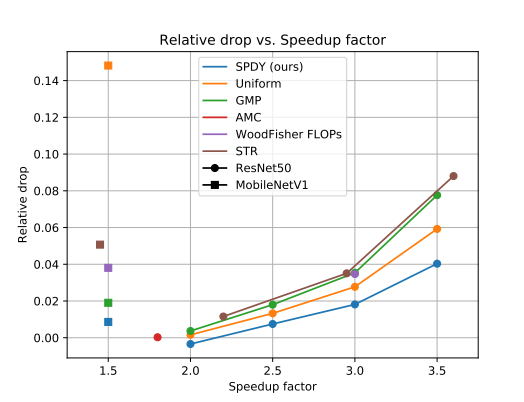 Relative drop vs. Speedup factor
SPDY (ours)
Uniform
GMP
AMC
WoodFisher FLOPs
STR
ResNet50
MobileNetV1
Relative drop
0.14
0.12
0.10
0.08
0.06
0.04
0.02
0.00
1.5 2.0 2.5 3.0 3.5
Speedup factor